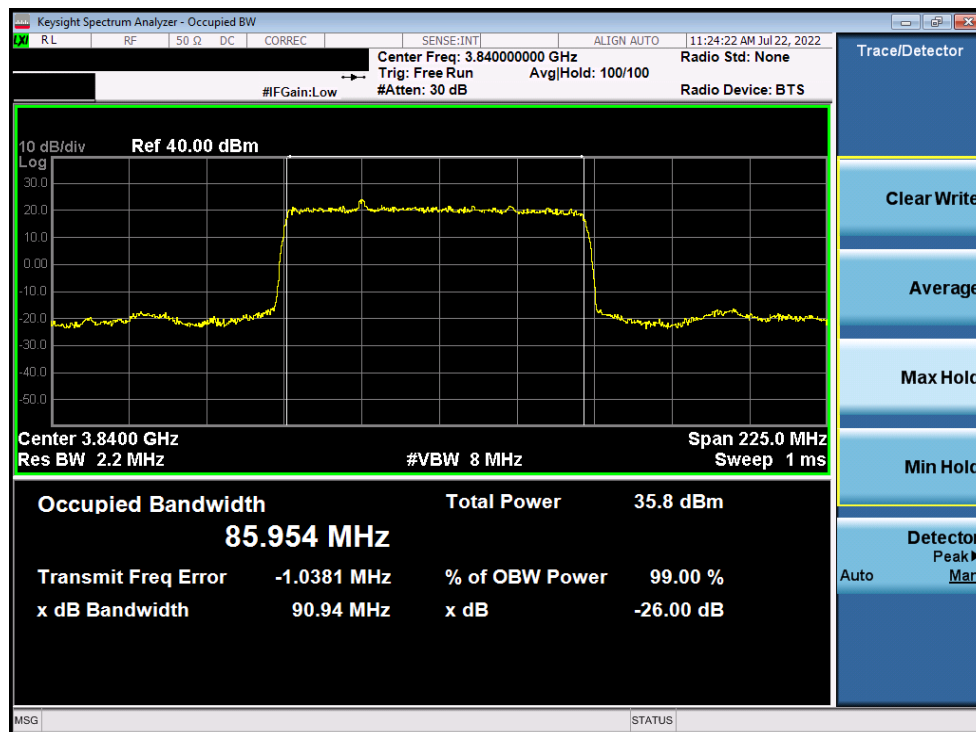 Keysight Spectrum Analyzer - Occupied BW
LXI RL RF 50 Ω DC CORREC SENSE:INT ALIGN AUTO 11:24:22 AM Jul 22, 2022
Center Freq: 3.840000000 GHz Radio Std: None
Trig: Free Run Avg|Hold: 100/100
#IFGain:Low #Atten: 30 dB Radio Device: BTS
10 dB/div Ref 40.00 dBm
Log
30.0
20.0
10.0
0.00
-10.0
-20.0
-30.0
-40.0
-50.0
Center 3.8400 GHz Span 225.0 MHz
Res BW 2.2 MHz #VBW 8 MHz Sweep 1 ms
Occupied Bandwidth Total Power 35.8 dBm
85.954 MHz
Transmit Freq Error -1.0381 MHz % of OBW Power 99.00 %
x dB Bandwidth 90.94 MHz x dB -26.00 dB
MSG STATUS
Trace/Detector
Clear Write
Average
Max Hold
Min Hold
Detector
Peak
Auto Man